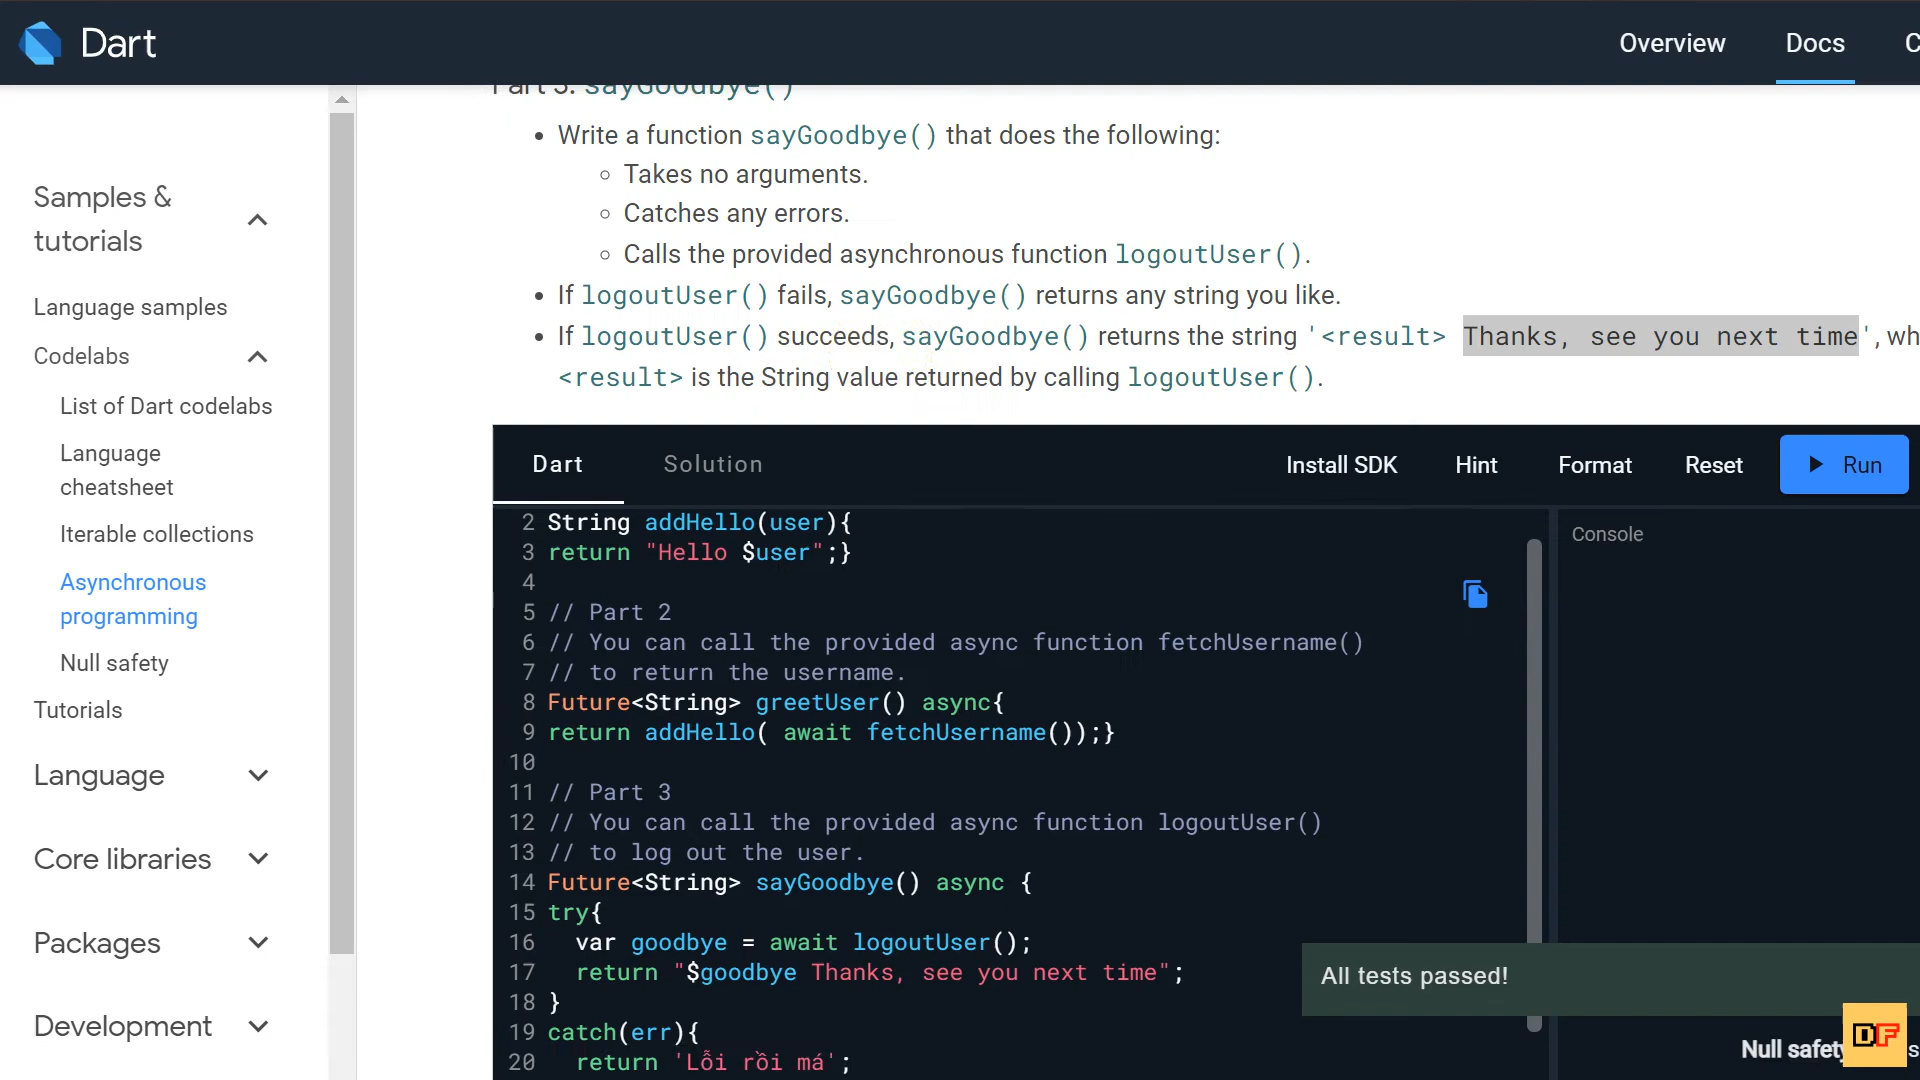 Dart
Overview
Docs
Samples &
tutorials
Language samples
Codelabs
List of Dart codelabs
Language
cheatsheet
Iterable collections
Asynchronous
programming
Null safety
Tutorials
Language
Core libraries
Packages
Development
Part 3: sayGoodbye()
• Write a function sayGoodbye() that does the following:
◦ Takes no arguments.
◦ Catches any errors.
◦ Calls the provided asynchronous function logoutUser().
• If logoutUser() fails, sayGoodbye() returns any string you like.
• If logoutUser() succeeds, sayGoodbye() returns the string '<result> Thanks, see you next time', wh
<result> is the String value returned by calling logoutUser().
Dart
Solution
Install SDK
Hint
Format
Reset
Run
2 String addHello(user){
3 return "Hello $user";}
4
5 // Part 2
6 // You can call the provided async function fetchUsername()
7 // to return the username.
8 Future<String> greetUser() async{
9 return addHello( await fetchUsername());}
10
11 // Part 3
12 // You can call the provided async function logoutUser()
13 // to log out the user.
14 Future<String> sayGoodbye() async {
15 try{
16 var goodbye = await logoutUser();
17 return "$goodbye Thanks, see you next time";
18 }
19 catch(err){
20 return 'Lỗi rồi má';
Console
All tests passed!
Null safety
DF